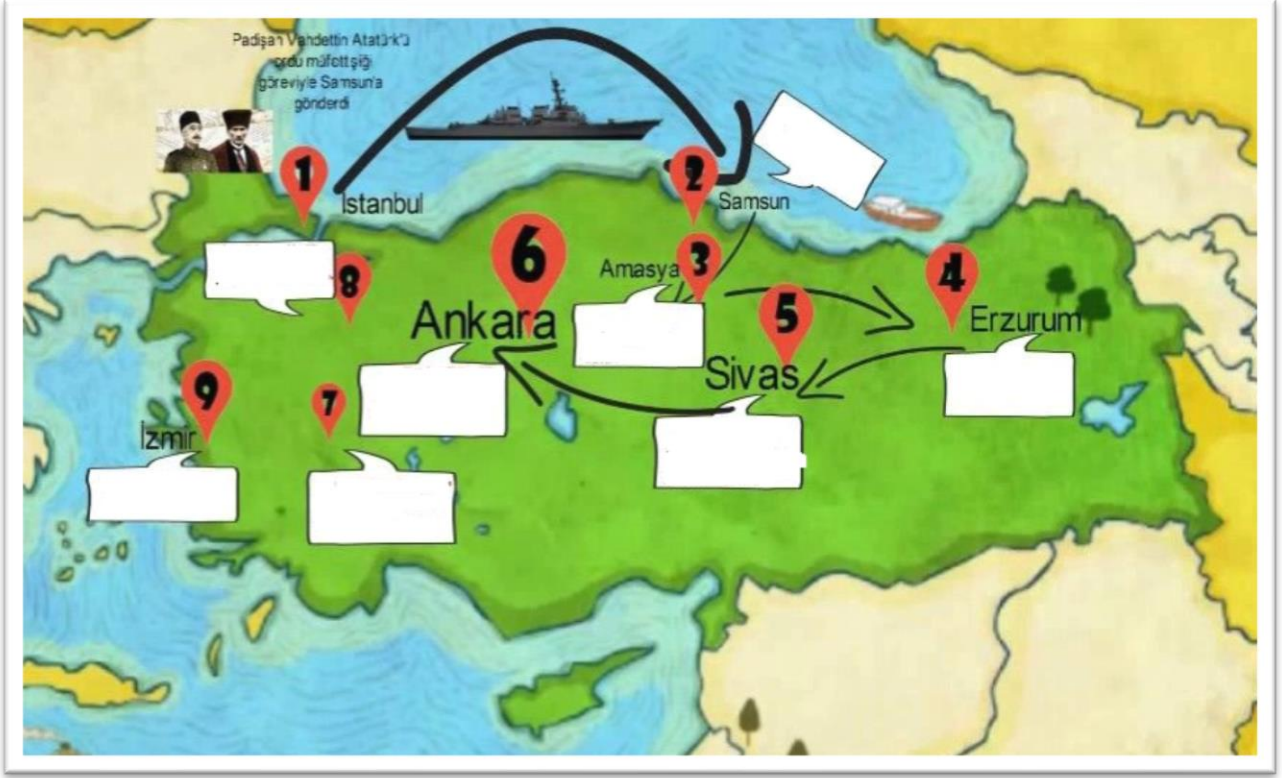 Padişah Vahdettin Atatürk'ü
ordu müfettişliği
göreviyle Samsun'a
gönderdi
1
İstanbul
2
Samsun
6
8
Amasya
3
4
Ankara
5
Erzurum
Sivas
9
7
İzmir